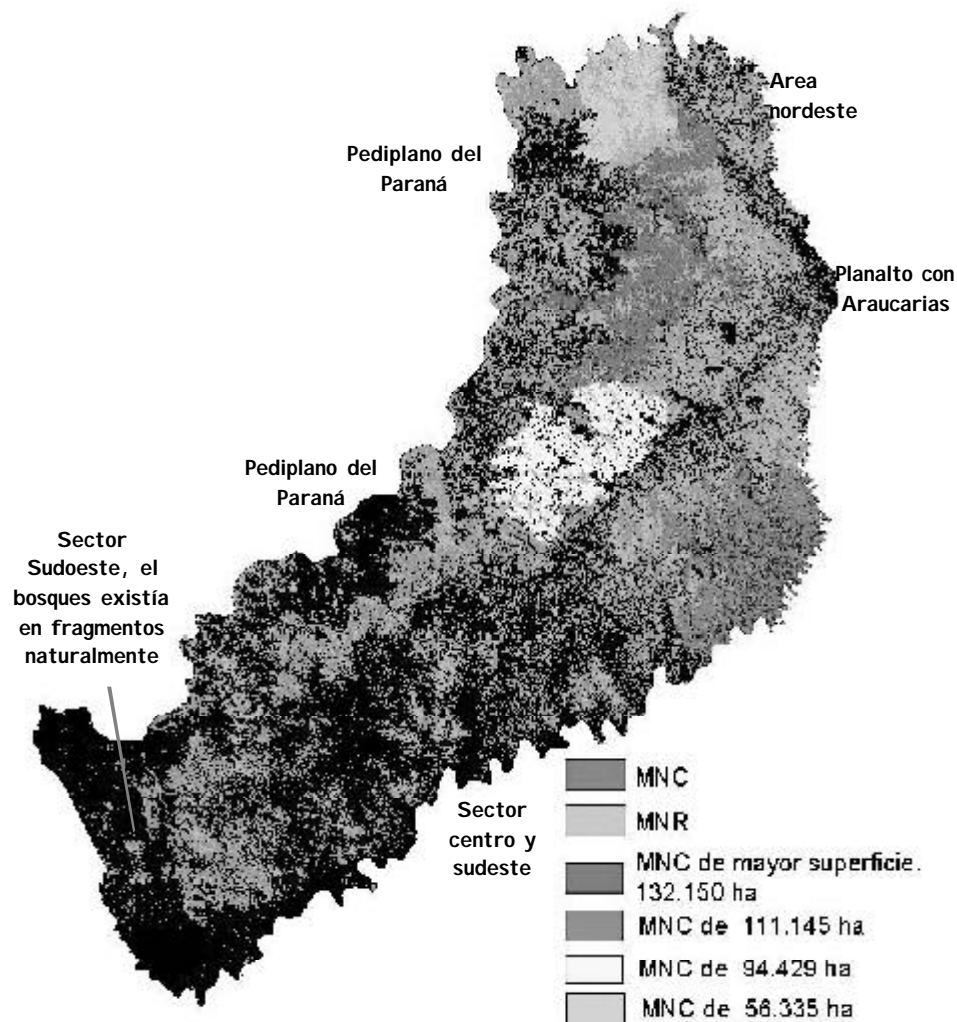 Area
nordeste
Pediplano del
Paraná
Planalto con
Araucarias
Pediplano del
Paraná
Sector
Sudoeste, el
bosques existía
en fragmentos
naturalmente
Sector
centro y
sudeste
MNC
MNR
MNC de mayor superficie.
132.150 ha
MNC de 111.145 ha
MNC de 94.429 ha
MNC de 56.335 ha